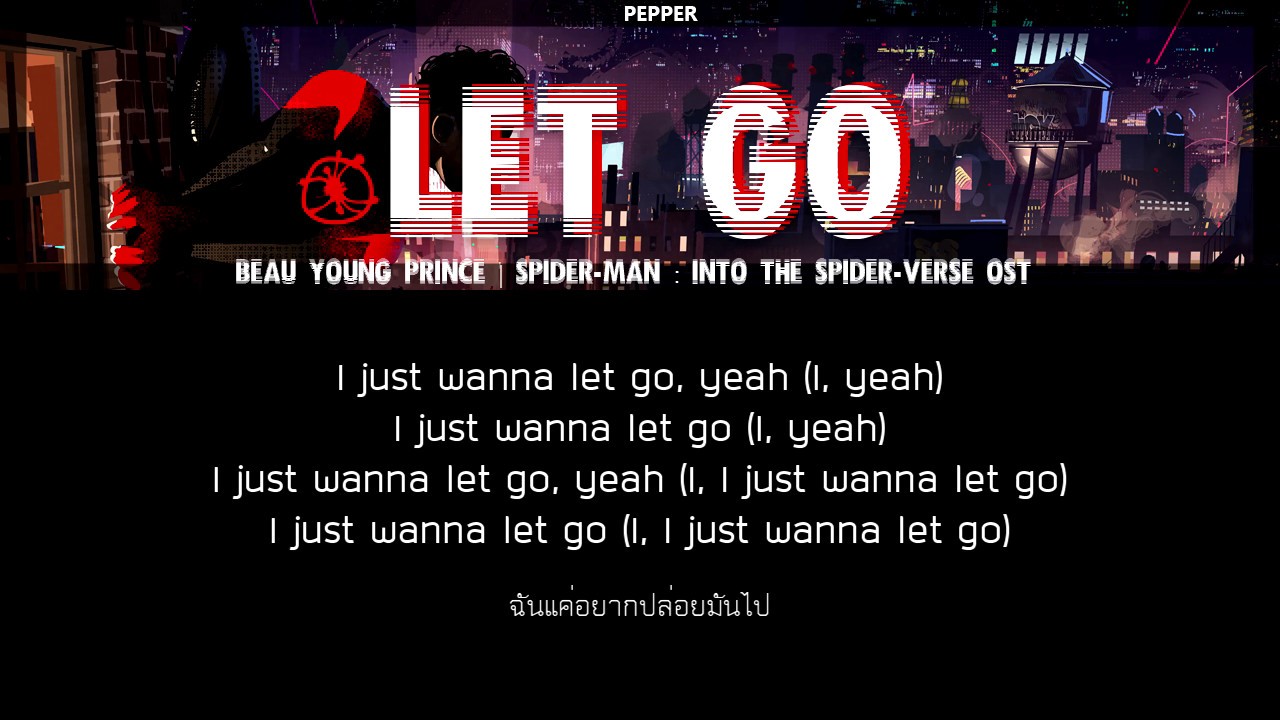 PEPPER
LET GO
BEAU YOUNG PRINCE | SPIDER-MAN : INTO THE SPIDER-VERSE OST
I just wanna let go, yeah (I, yeah)
I just wanna let go (I, yeah)
I just wanna let go, yeah (I, I just wanna let go)
I just wanna let go (I, I just wanna let go)
ฉันแค่อยากปล่อยมันไป